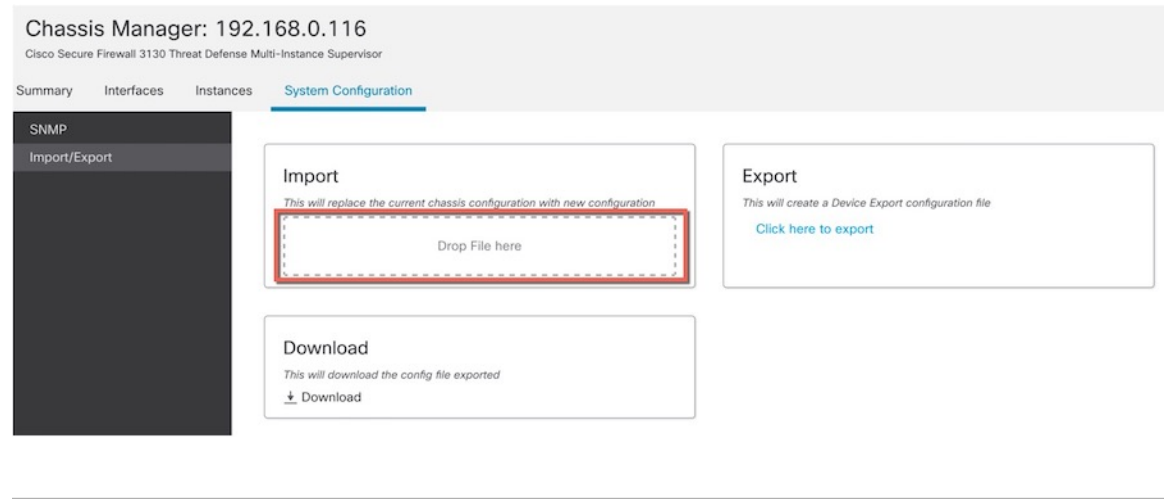 Chassis Manager: 192.168.0.116
Cisco Secure Firewall 3130 Threat Defense Multi-Instance Supervisor
Summary Interfaces Instances System Configuration
SNMP
Import/Export
Import
This will replace the current chassis configuration with new configuration
Drop File here
Export
This will create a Device Export configuration file
Click here to export
Download
This will download the config file exported
Download